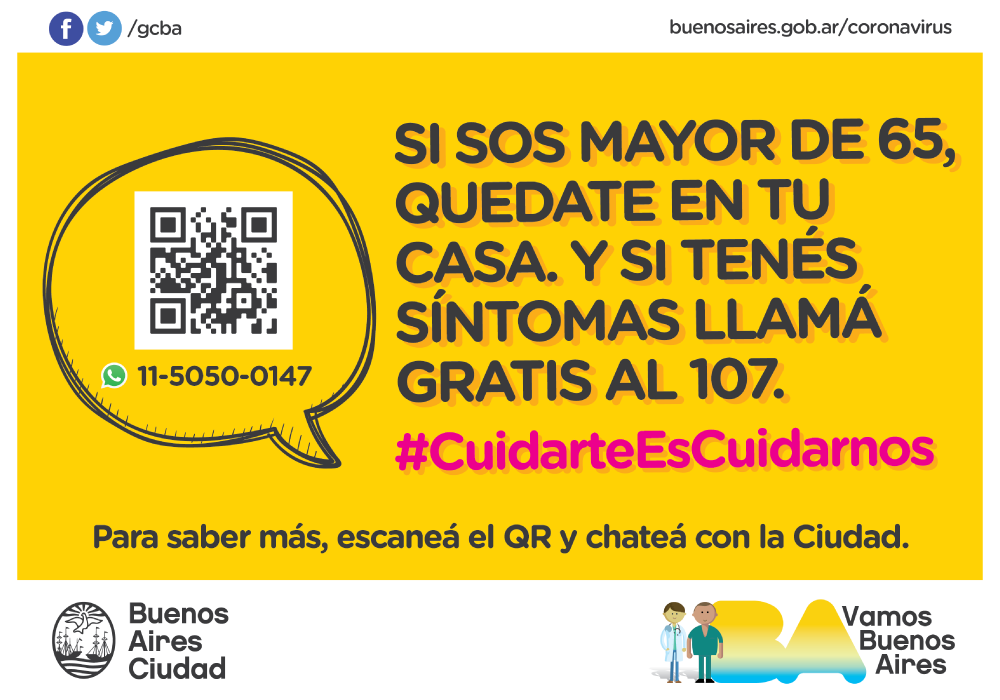 /gcba
buenosaires.gob.ar/coronavirus
SI SOS MAYOR DE 65,
QUEDATE EN TU
CASA. Y SI TENÉS
SÍNTOMAS LLAMÁ
GRATIS AL 107.
#CuidarteEsCuidarnos
11-5050-0147
Para saber más, escaneá el QR y chateá con la Ciudad.
Buenos
Aires
Ciudad
BA
Vamos
Buenos
Aires